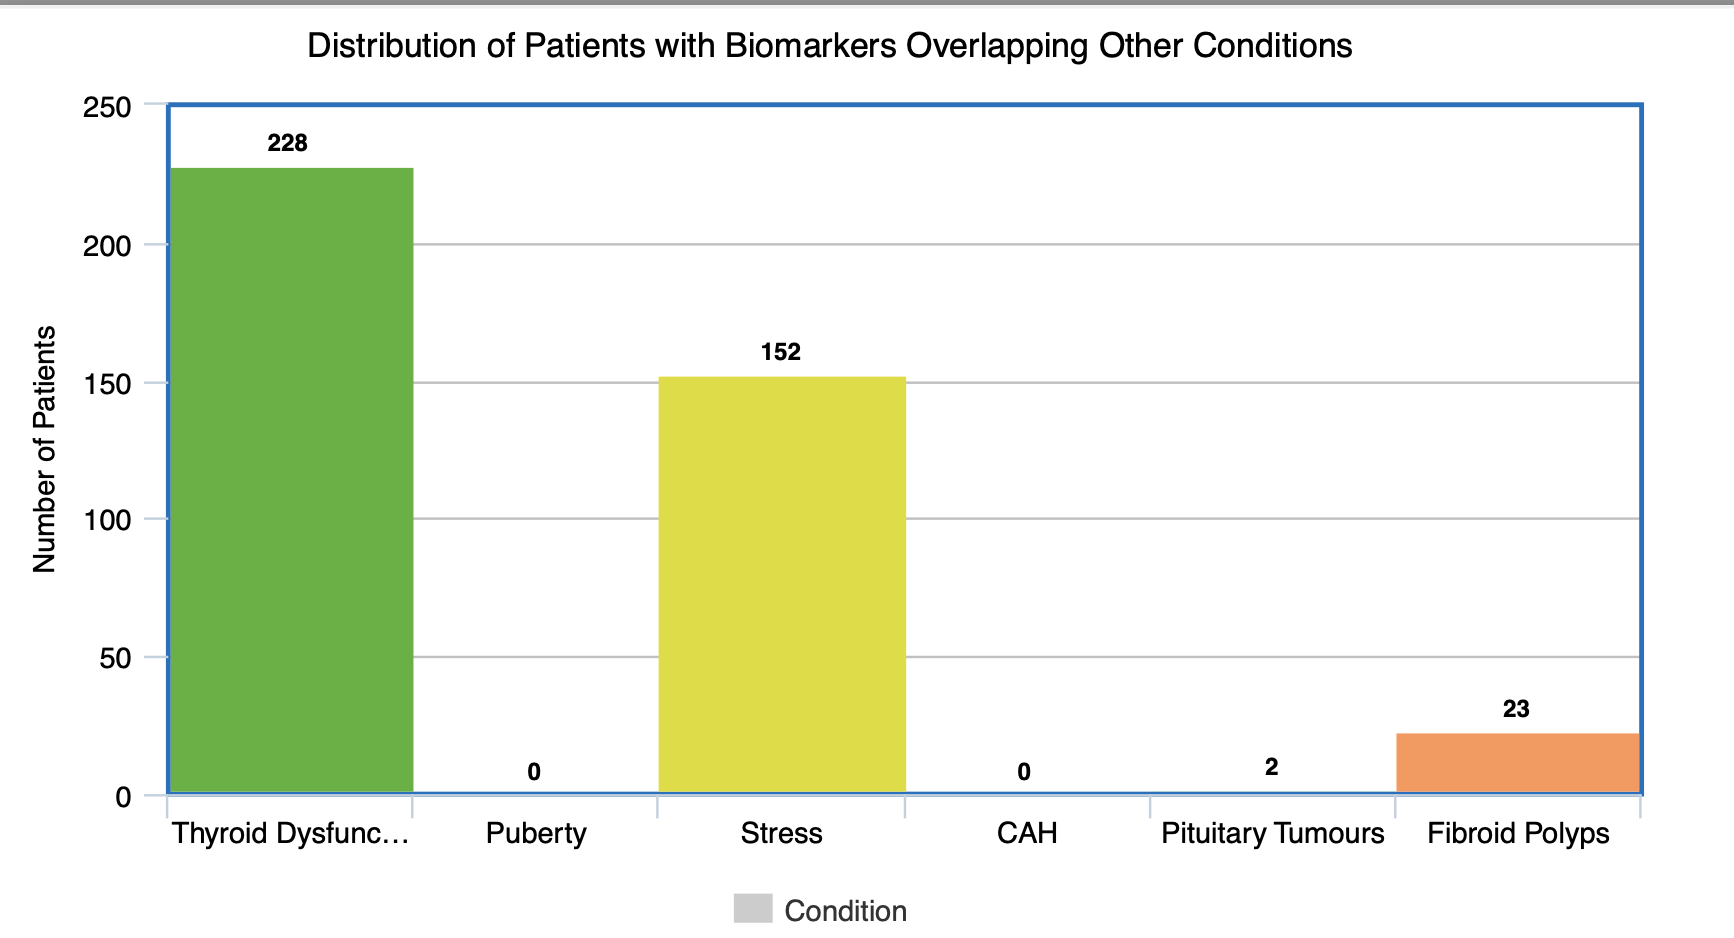 Distribution of Patients with Biomarkers Overlapping Other Conditions
250
200
150
100
50
0
Number of Patients
228
0
152
0
2
23
Thyroid Dysfunc...
Puberty
Stress
CAH
Pituitary Tumours
Fibroid Polyps
Condition